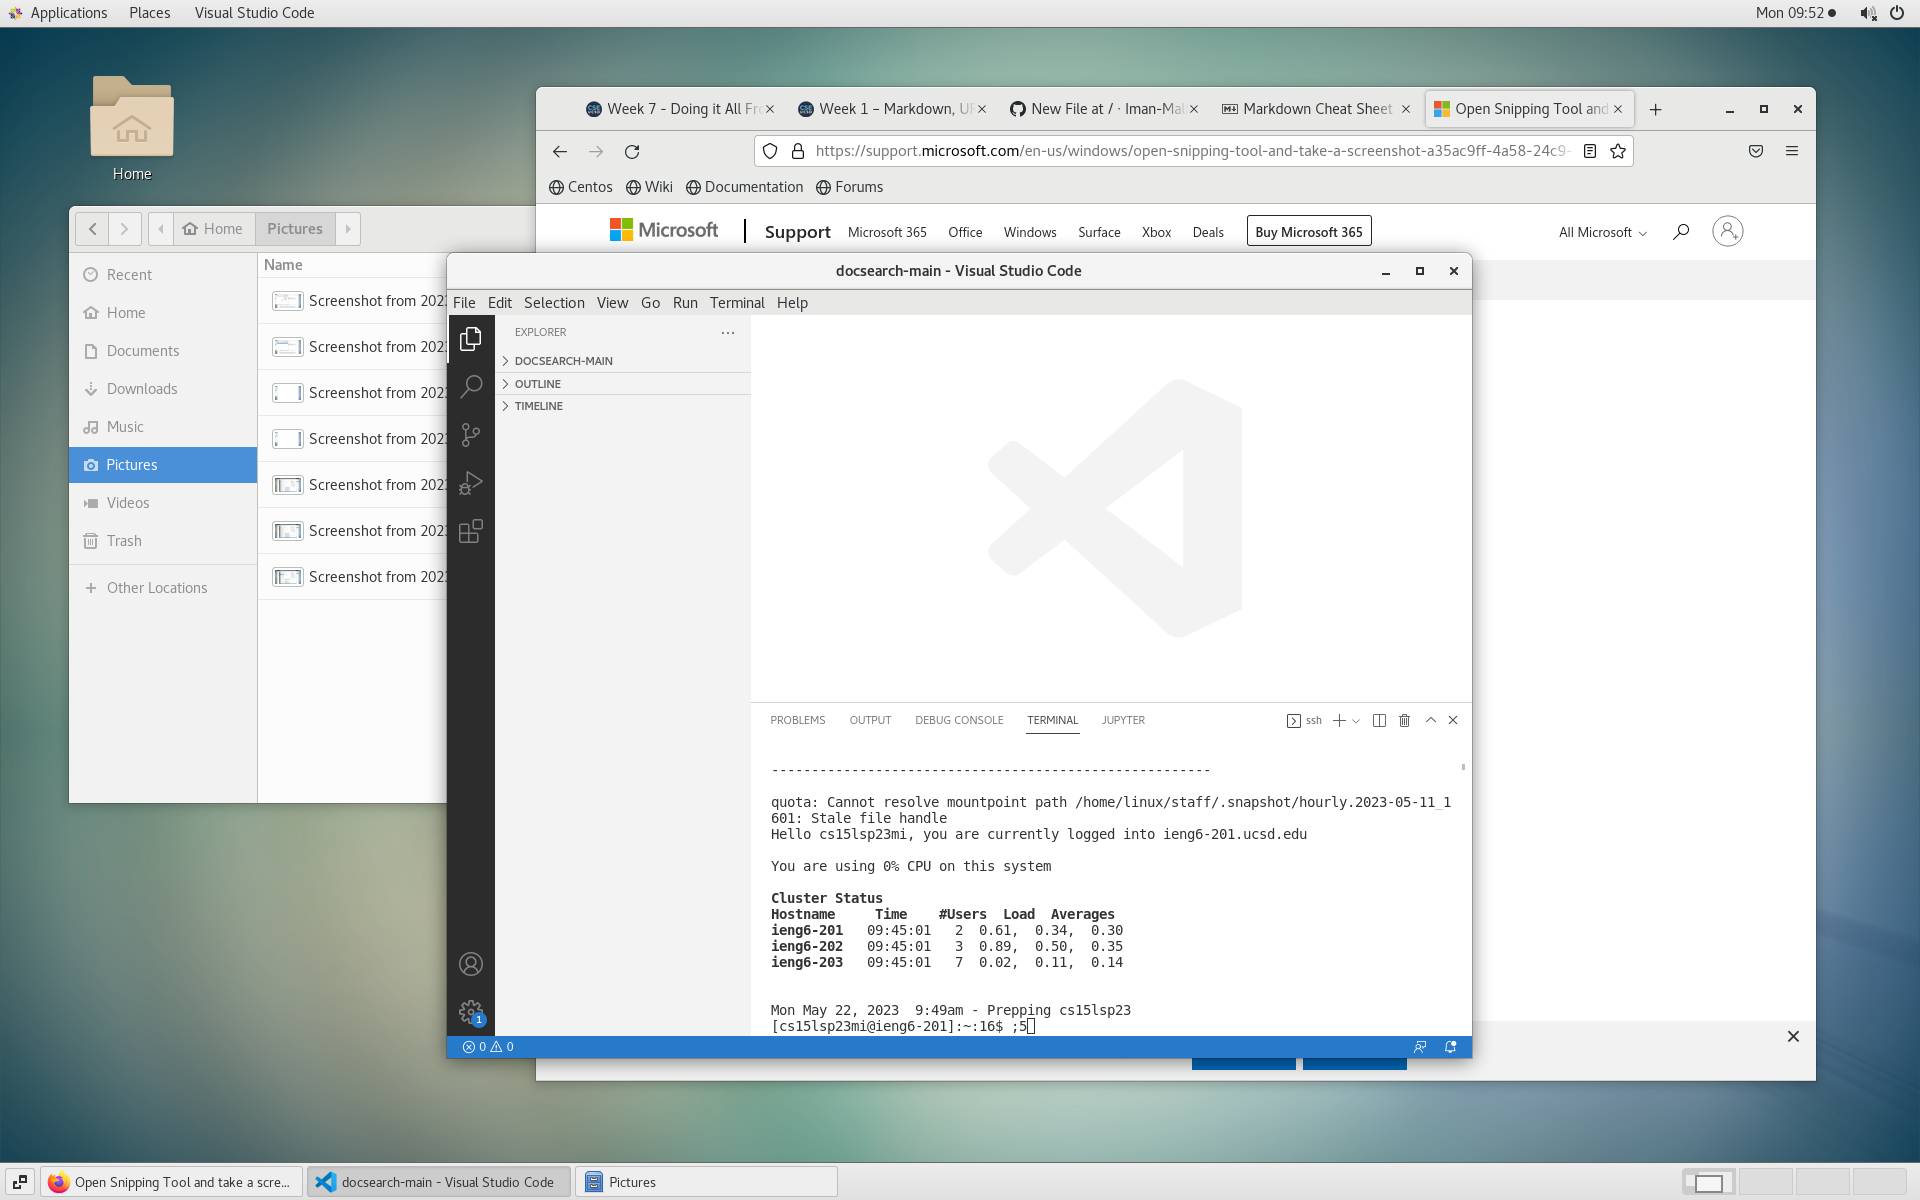 Applications Places Visual Studio Code Mon 09:52
Home
Week 7 - Doing it All Fr
Week 1 – Markdown, U
New File at / · Iman-Mal
Markdown Cheat Sheet
Open Snipping Tool and
https://support.microsoft.com/en-us/windows/open-snipping-tool-and-take-a-screenshot-a35ac9ff-4a58-24c9-
Centos Wiki Documentation Forums
Microsoft Support Microsoft 365 Office Windows Surface Xbox Deals Buy Microsoft 365 All Microsoft
Home Pictures
Name
Recent
Home
Documents
Downloads
Music
Pictures
Videos
Trash
Other Locations
Screenshot from 202
Screenshot from 202
Screenshot from 202
Screenshot from 202
Screenshot from 202
Screenshot from 202
Screenshot from 202
docsearch-main - Visual Studio Code
File Edit Selection View Go Run Terminal Help
EXPLORER
DOCSEARCH-MAIN
OUTLINE
TIMELINE
PROBLEMS OUTPUT DEBUG CONSOLE TERMINAL JUPYTER ssh
-------------------------------------------------------
quota: Cannot resolve mountpoint path /home/linux/staff/.snapshot/hourly.2023-05-11_1
601: Stale file handle
Hello cs15lsp23mi, you are currently logged into ieng6-201.ucsd.edu
You are using 0% CPU on this system
Cluster Status
Hostname Time #Users Load Averages
ieng6-201 09:45:01 2 0.61, 0.34, 0.30
ieng6-202 09:45:01 3 0.89, 0.50, 0.35
ieng6-203 09:45:01 7 0.02, 0.11, 0.14
Mon May 22, 2023 9:49am - Prepping cs15lsp23
[cs15lsp23mi@ieng6-201]:~:16$ ;5
1
0 0
Open Snipping Tool and take a scre...
docsearch-main - Visual Studio Code
Pictures